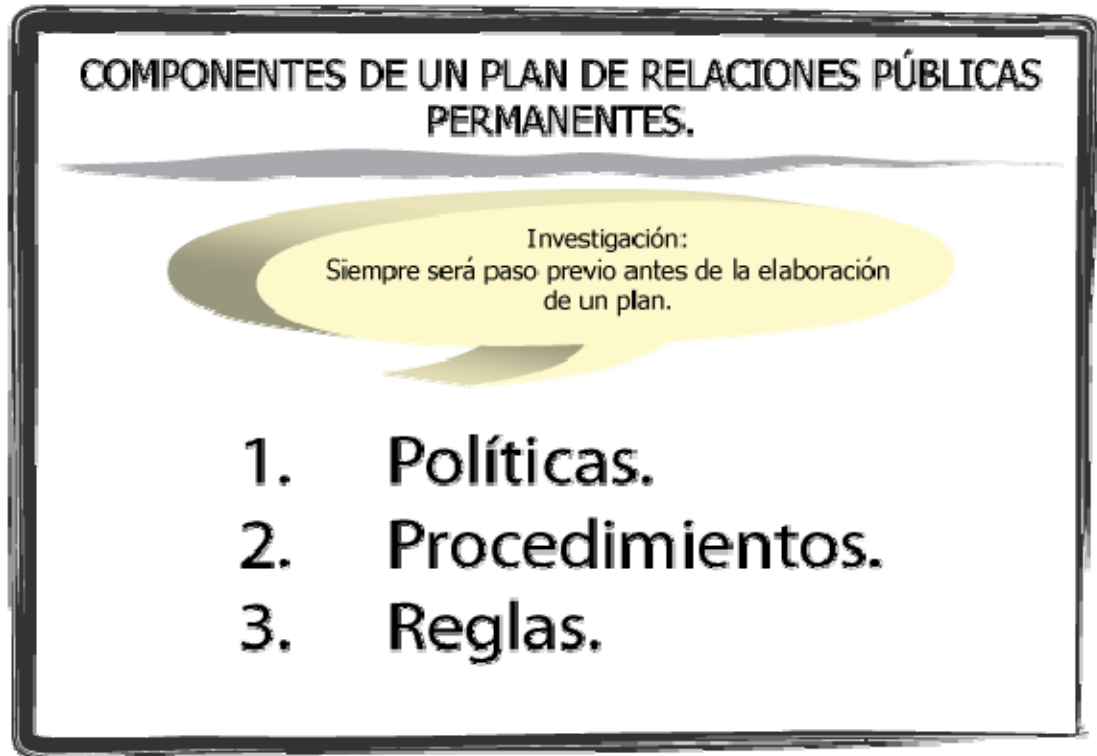 COMPONENTES DE UN PLAN DE RELACIONES PÚBLICAS
PERMANENTES.
Investigación:
Siempre será paso previo antes de la elaboración
de un plan.
1. Políticas.
2. Procedimientos.
3. Reglas.